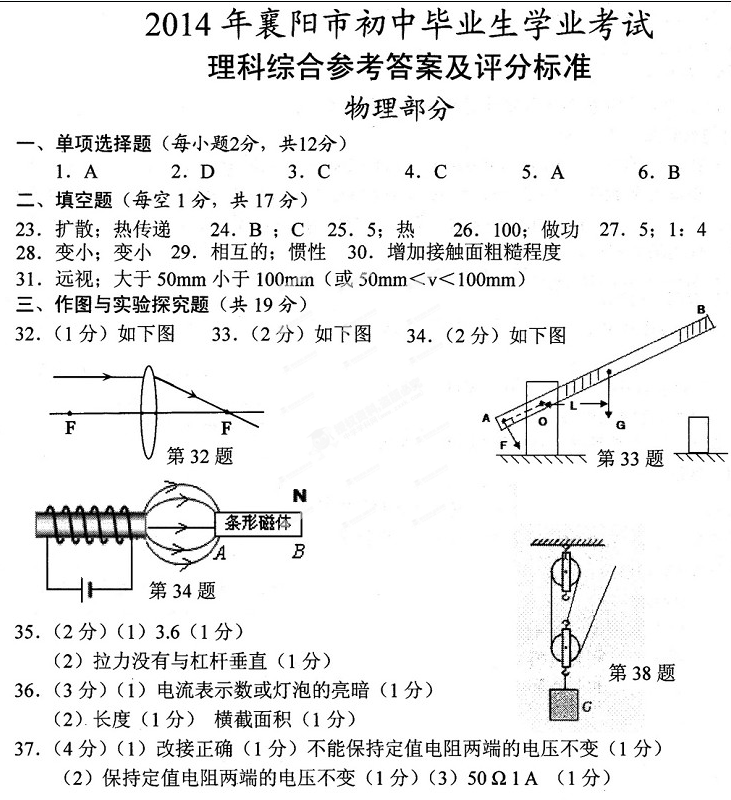 2014年襄阳市初中毕业生学业考试
理科综合参考答案及评分标准
物理部分
一、单项选择题（每小题2分，共12分）
1．A 2．D 3．C 4．C 5．A 6．B
二、填空题（每空1分，共17分）
23．扩散；热传递 24．B ；C 25．5；热 26．100；做功 27．5；1：4
28．变小；变小 29．相互的；惯性 30．增加接触面粗糙程度
31．远视；大于50mm小于100mm（或50mm＜v＜100mm）
三、作图与实验探究题（共19分）
32．（1分）如下图 33．（2分）如下图 34．（2分）如下图
F F
第32题
B
A O L G
F
第33题
N
条形磁体
A B
第34题
G
第38题
35．（2分）（1）3.6（1分）
（2）拉力没有与杠杆垂直（1分）
36．（3分）（1）电流表示数或灯泡的亮暗（1分）
（2）．长度（1分） 横截面积（1分）
37．（4分）（1）改接正确（1分）不能保持定值电阻两端的电压不变（1分）
（2）保持定值电阻两端的电压不变（1分）（3）50Ω 1A （1分）